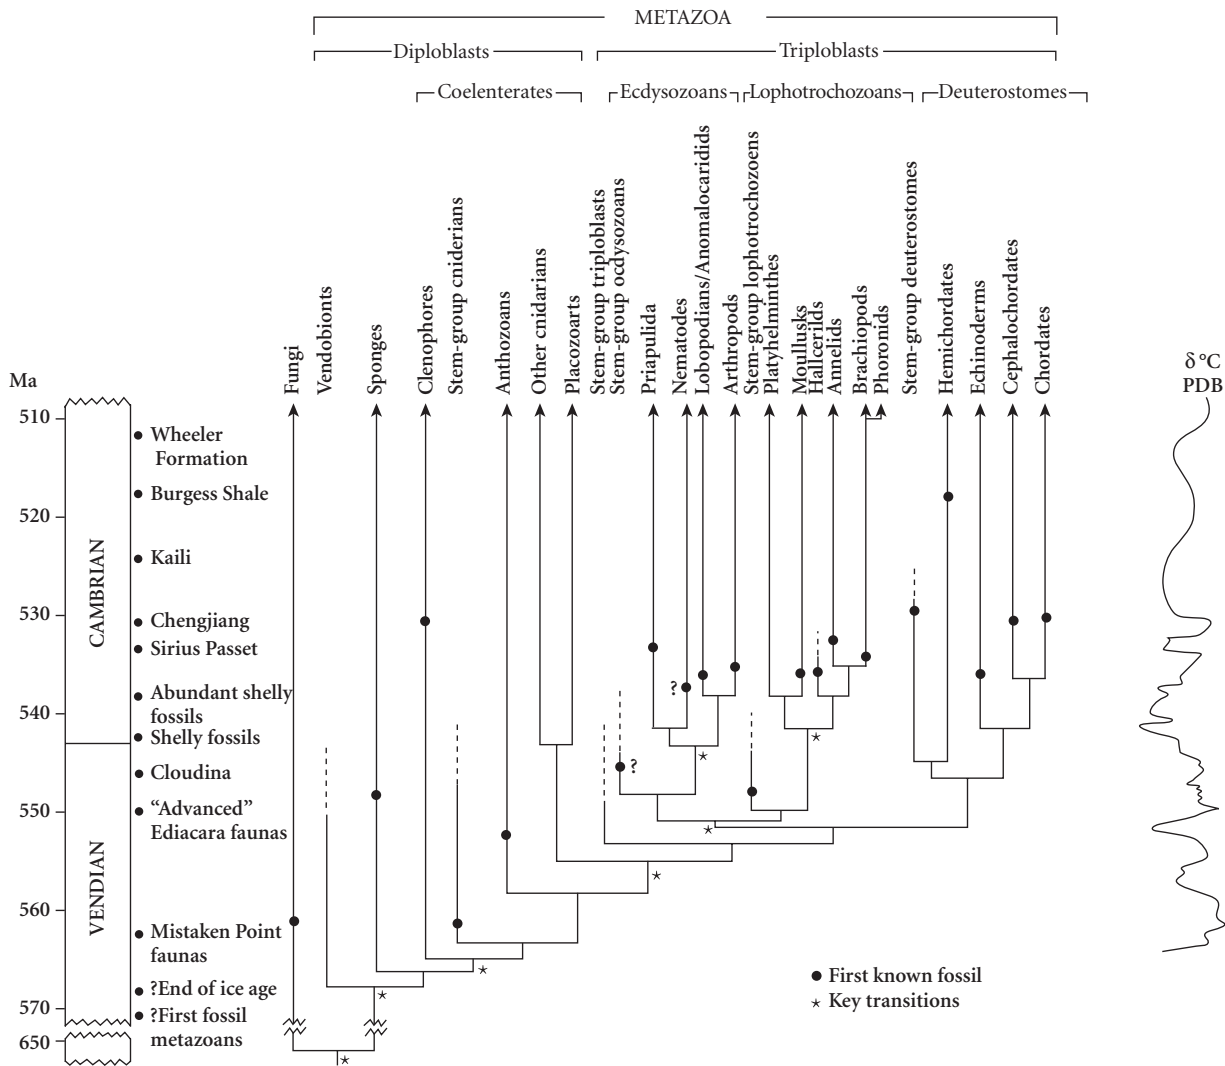 METAZOA
Diploblasts
Triploblasts
Coelenterates
Ecdysozoans
Lophotrochozoans
Deuterostomes
Fungi
Vendobionts
Sponges
Clenophores
Stem-group cniderians
Anthozoans
Other cnidarians
Placozoarts
Stem-group triploblasts
Stem-group ocdysozoans
Priapulida
Nematodes
Lobopodians/Anomalocaridids
Arthropods
Stem-group lophotrochozoens
Platyhelminthes
Moullusks
Hallcerilds
Annelids
Brachiopods
Phoronids
Stem-group deuterostomes
Hemichordates
Echinoderms
Cephalochordates
Chordates
δ °C
PDB
Ma
510
520
530
540
550
560
570
650
CAMBRIAN
VENDIAN
Wheeler
Formation
Burgess Shale
Kaili
Chengjiang
Sirius Passet
Abundant shelly
fossils
Shelly fossils
Cloudina
“Advanced”
Ediacara faunas
Mistaken Point
faunas
?End of ice age
?First fossil
metazoans
?
?
First known fossil
Key transitions